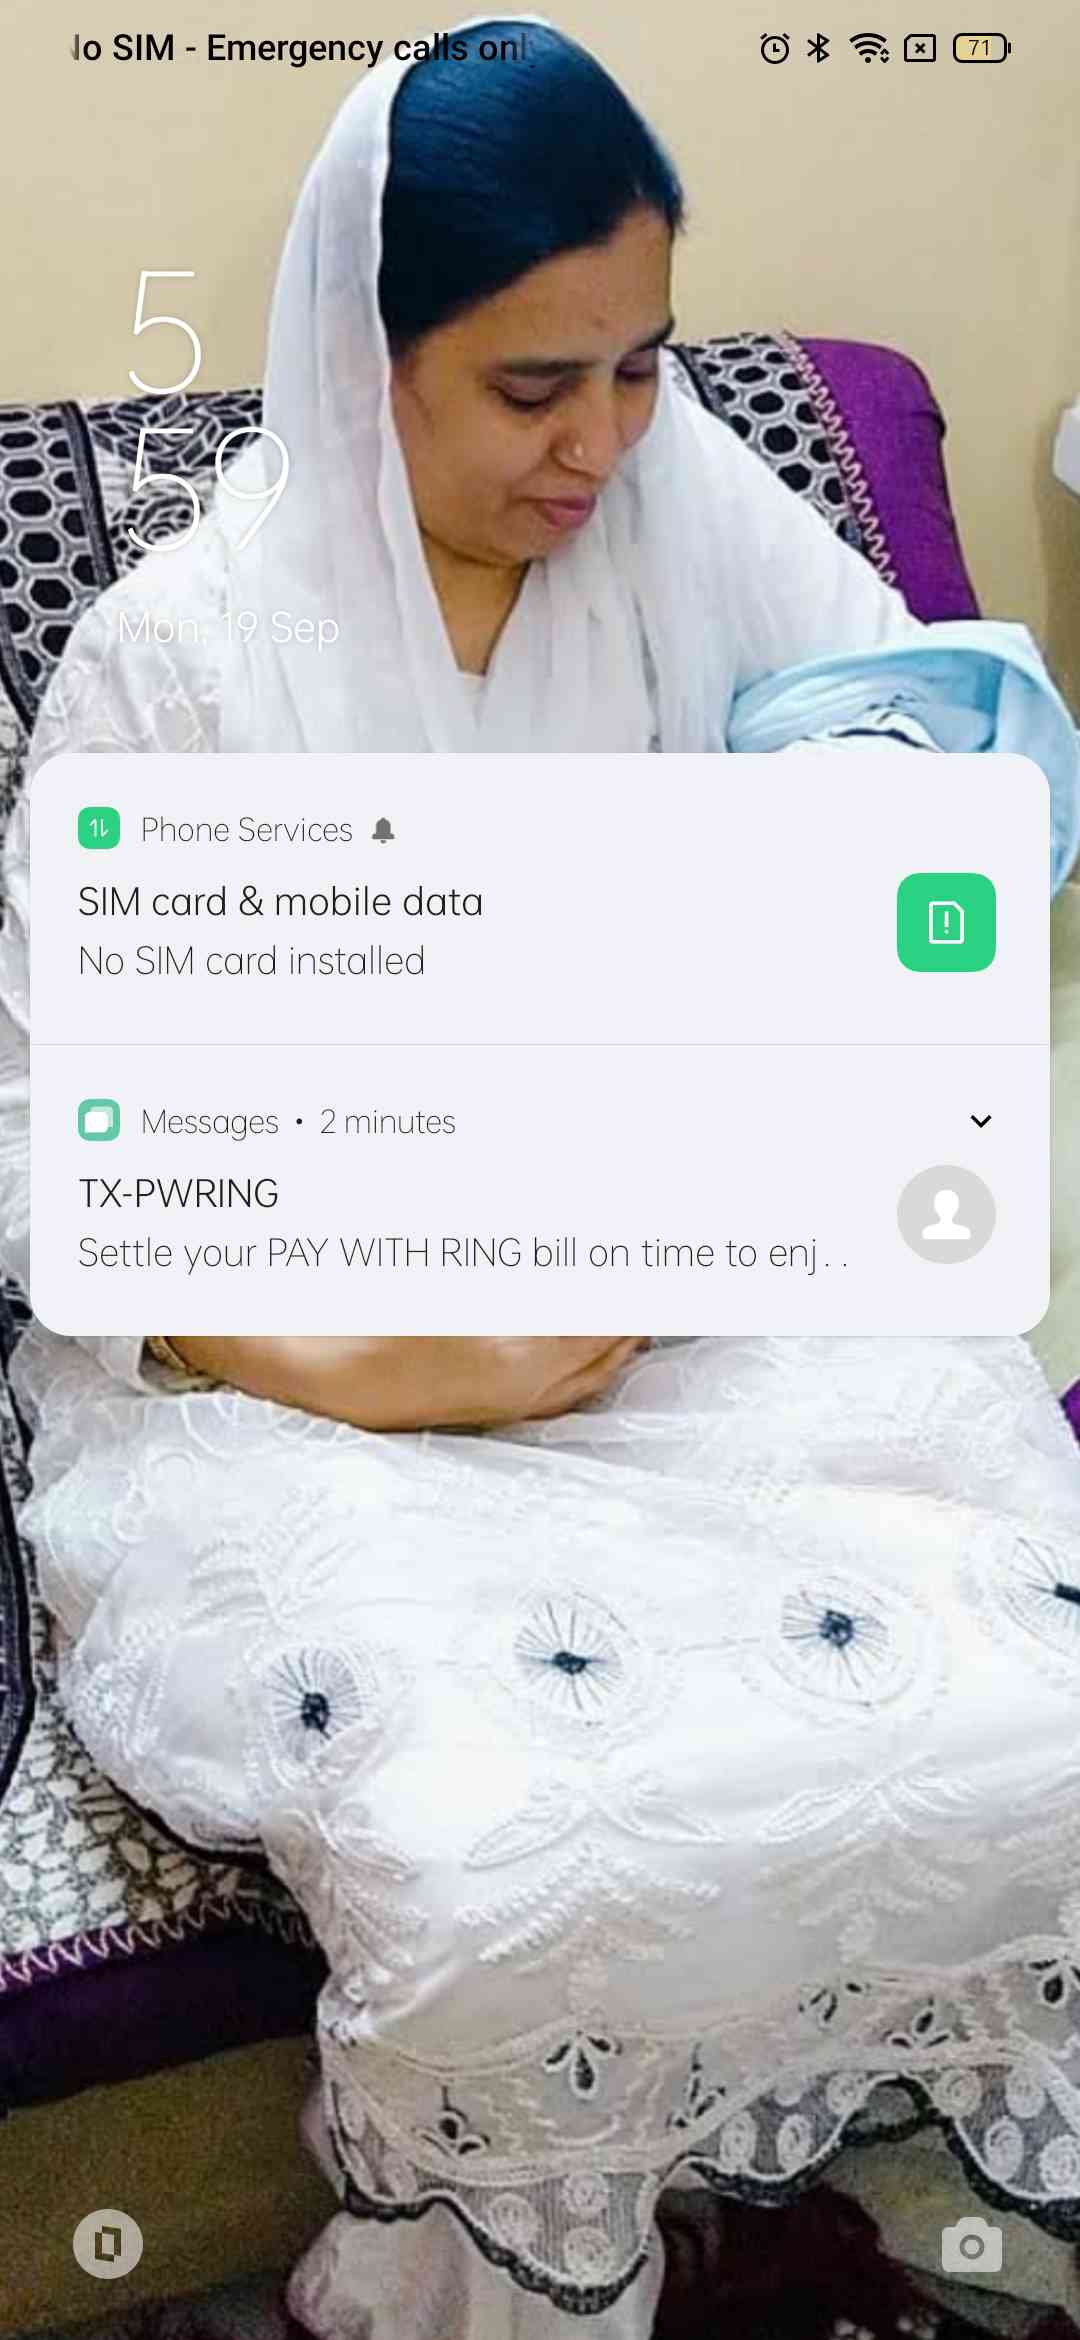 lo SIM - Emergency calls only
71
5
59
Mon, 19 Sep
Phone Services
SIM card & mobile data
No SIM card installed
Messages • 2 minutes
TX-PWRING
Settle your PAY WITH RING bill on time to enj. .